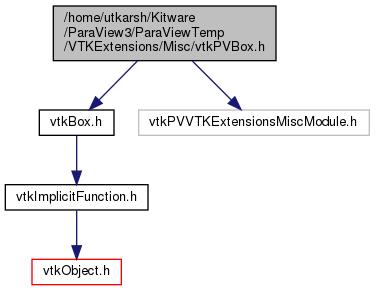 /home/utkarsh/Kitware
/ParaView3/ParaViewTemp
/VTKExtensions/Misc/vtkPVBox.h
vtkBox.h
vtkPVVTKExtensionsMiscModule.h
vtkImplicitFunction.h
vtkObject.h